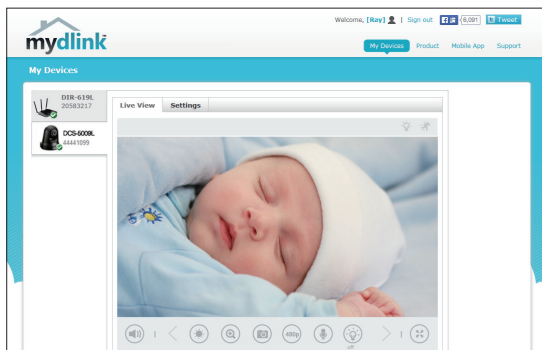 Welcome, [Ray] | Sign out 6,091 Tweet
mydlink
My Devices Product Mobile App Support
My Devices
DIR-619L
20583217
DCS-5009L
44441099
Live View Settings
480p